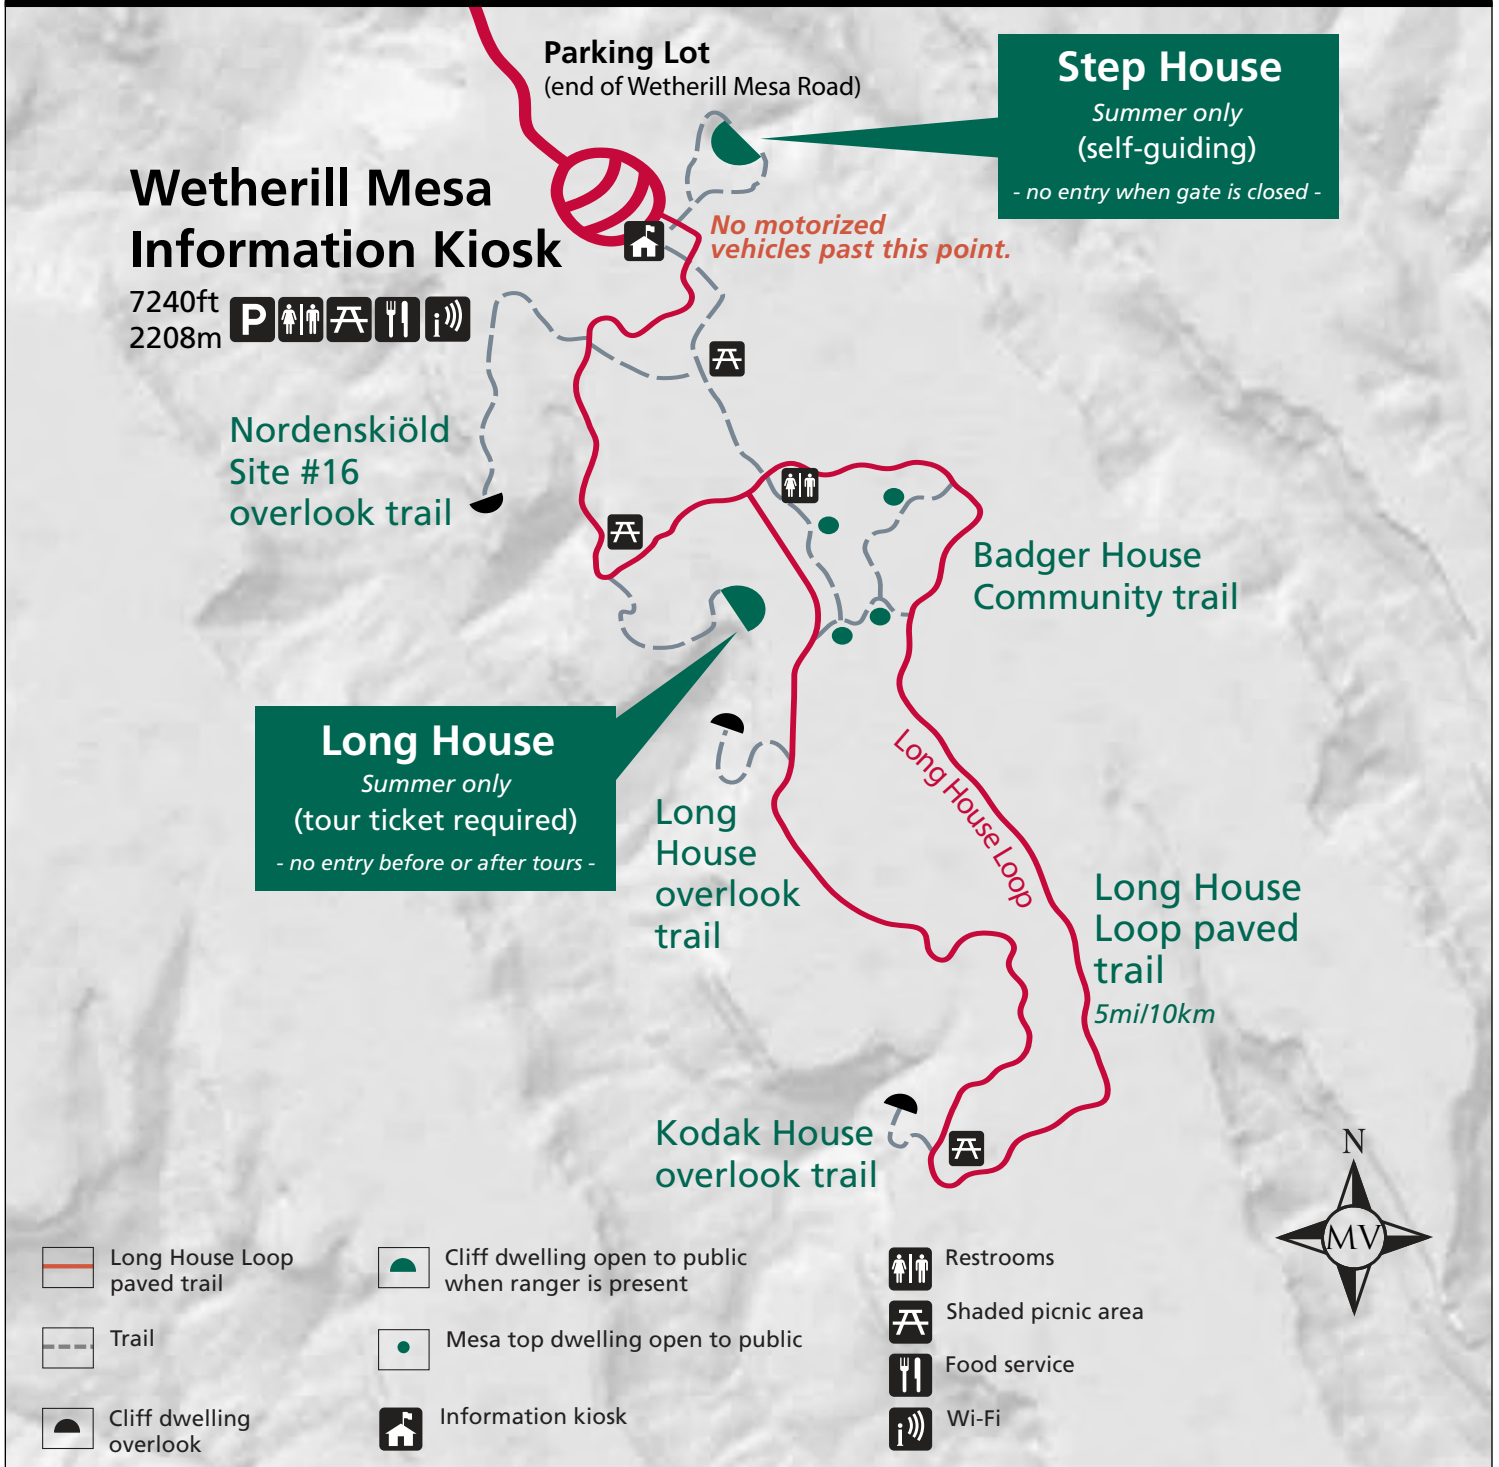 Parking Lot
(end of Wetherill Mesa Road)
Step House
Summer only
(self-guiding)
- no entry when gate is closed -
Wetherill Mesa
Information Kiosk
7240ft
2208m
P
i
No motorized
vehicles past this point.
Nordenskiöld
Site #16
overlook trail
Badger House
Community trail
Long House
Summer only
(tour ticket required)
- no entry before or after tours -
Long
House
overlook
trail
Long House Loop
Long House
Loop paved
trail
5mi/10km
Kodak House
overlook trail
N
MV
Long House Loop
paved trail
Trail
Cliff dwelling
overlook
Cliff dwelling open to public
when ranger is present
Mesa top dwelling open to public
Information kiosk
Restrooms
Shaded picnic area
Food service
i
Wi-Fi